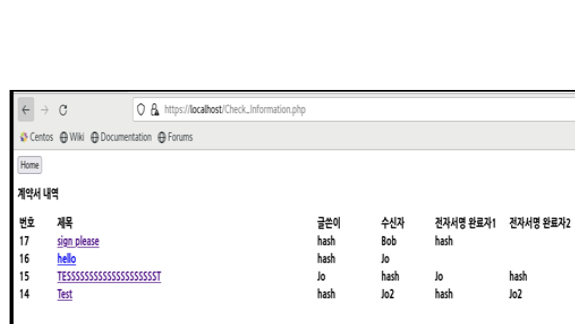 https://localhost/Check_Information.php
Centos Wiki Documentation Forums
Home
계약서 내역
번호 제목 글쓴이 수신자 전자서명 완료자1 전자서명 완료자2
17 sign please hash Bob hash
16 hello hash Jo
15 TESSSSSSSSSSSSSSSSSSST Jo hash Jo hash
14 Test hash Jo2 hash Jo2